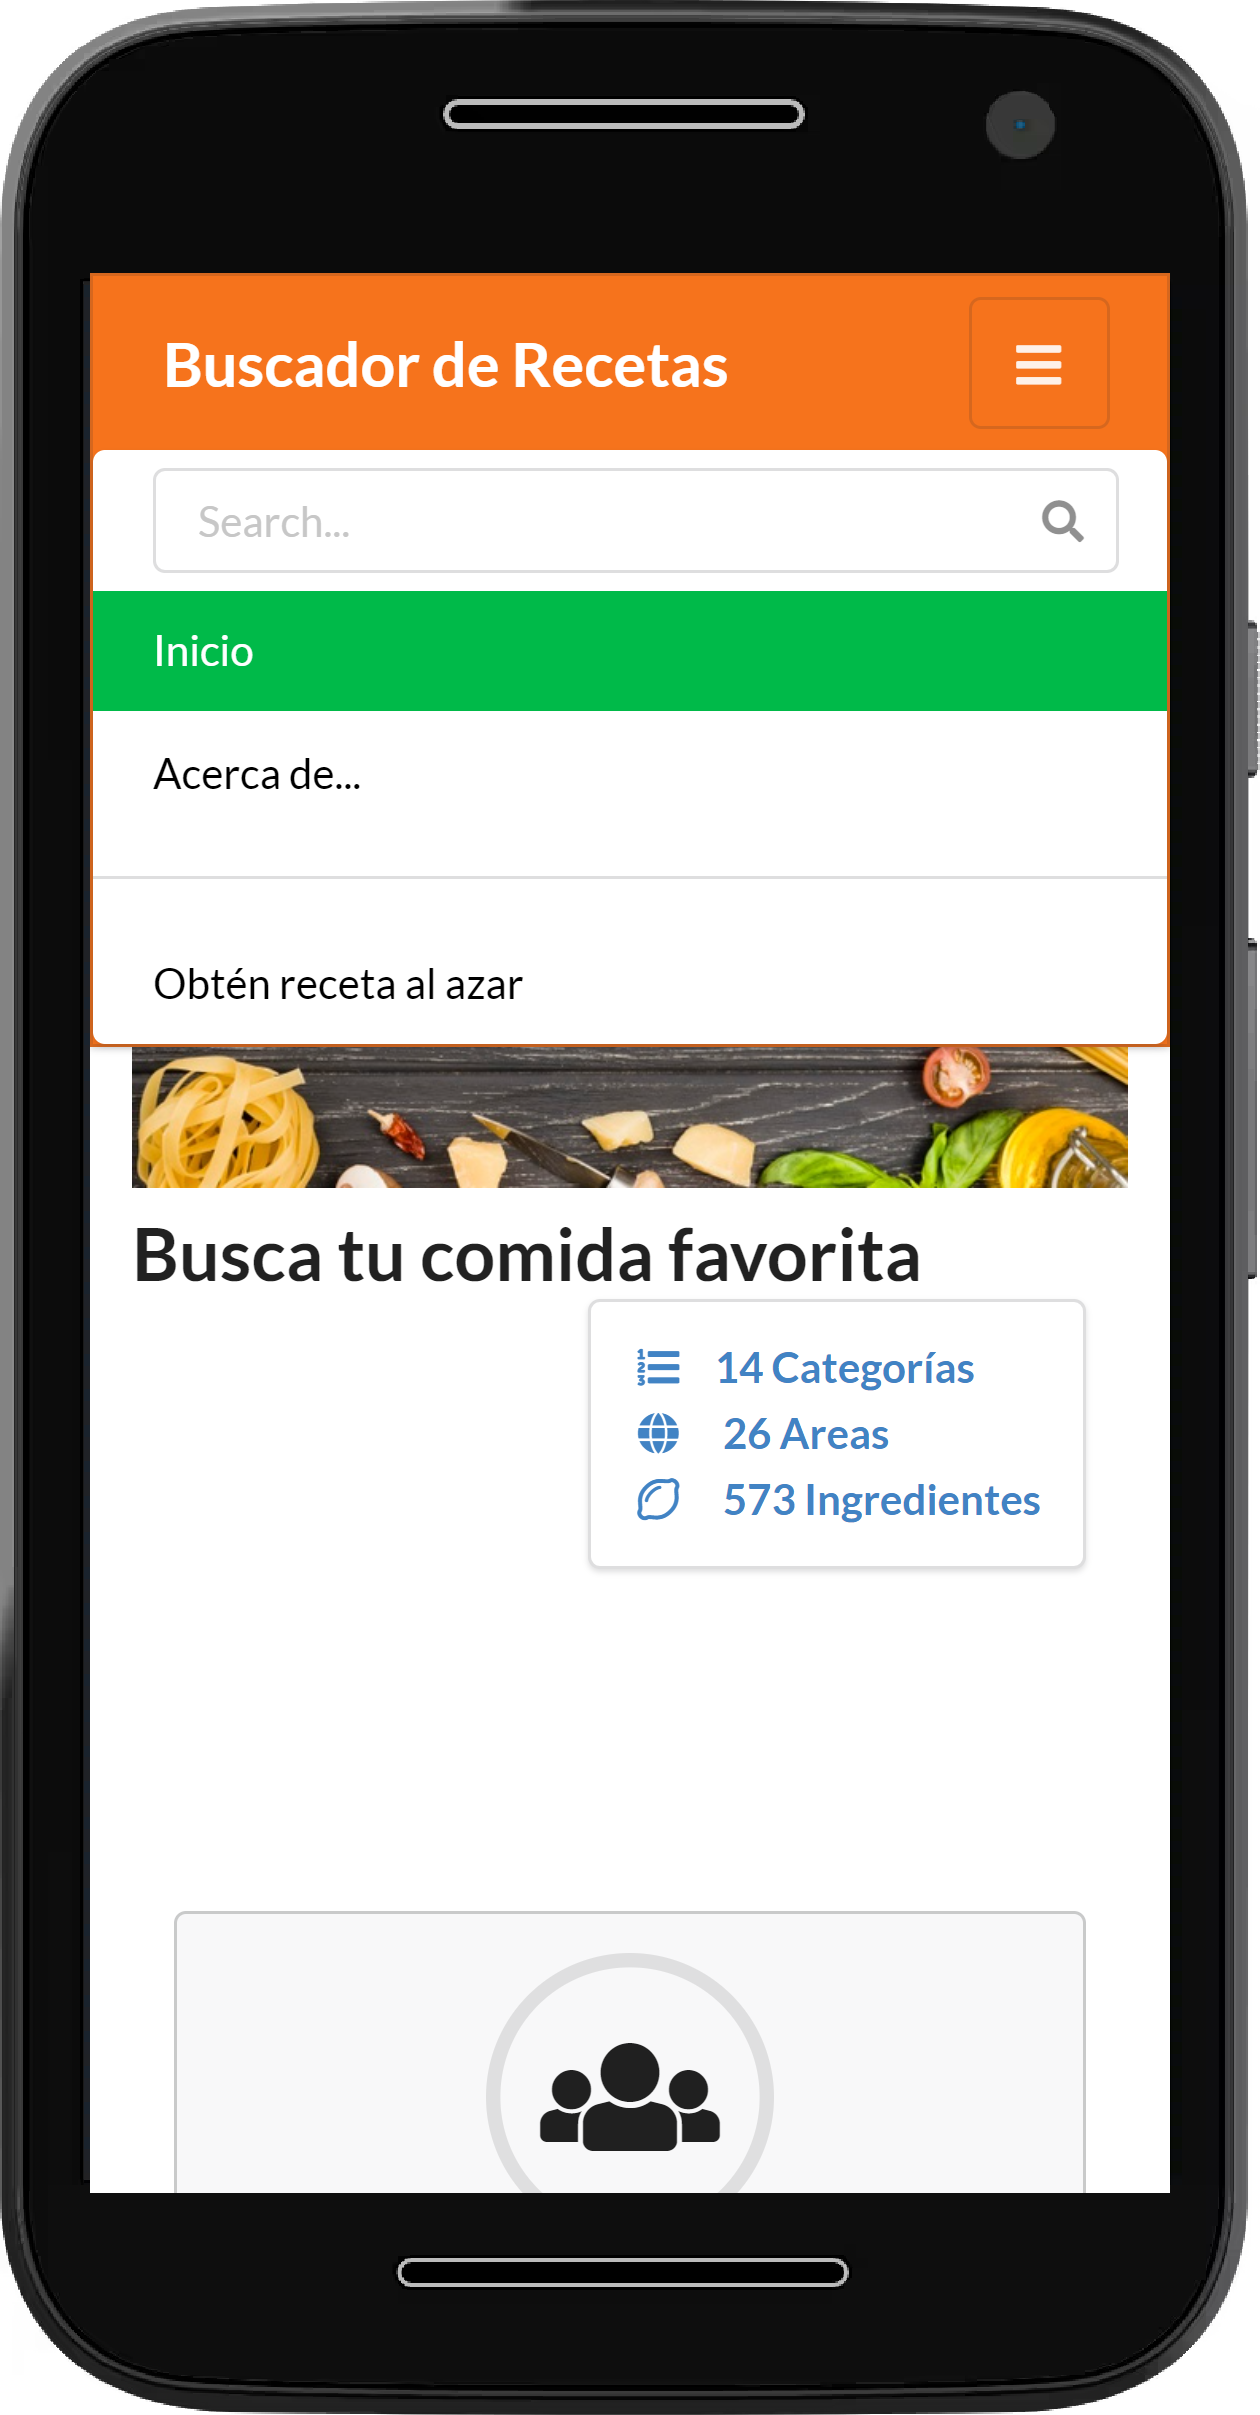 Buscador de Recetas
Search...
Inicio
Acerca de...
Obtén receta al azar
Busca tu comida favorita
14 Categorías
26 Areas
573 Ingredientes